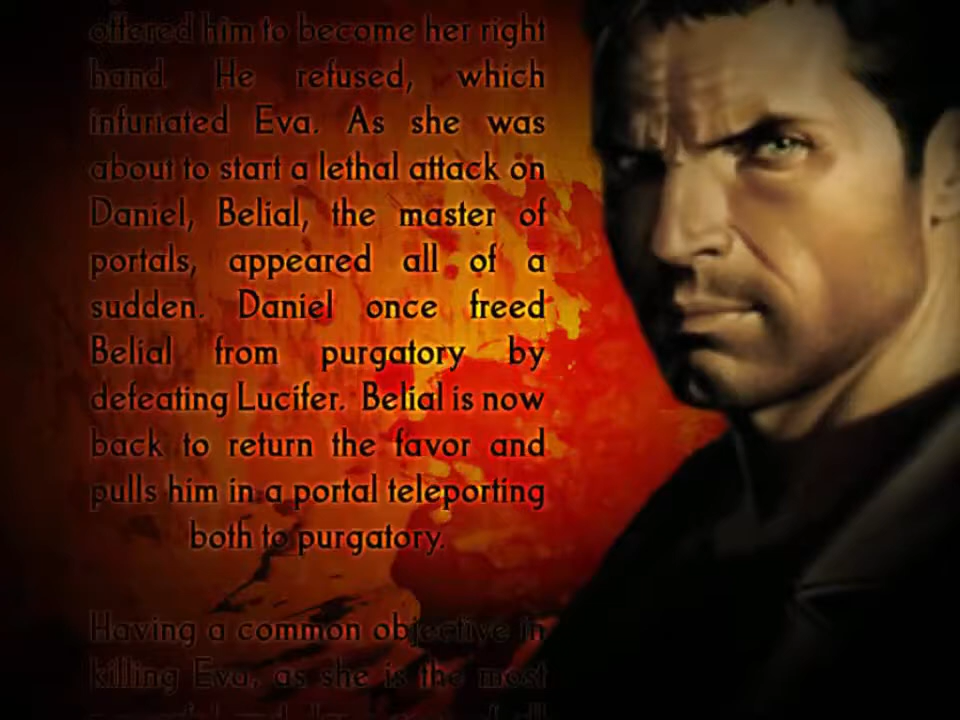 offered him to become her right
hand. He refused, which
infuriated Eva. As she was
about to start a lethal attack on
Daniel, Belial, the master of
portals, appeared all of a
sudden. Daniel once freed
Belial from purgatory by
defeating Lucifer. Belial is now
back to return the favor and
pulls him in a portal teleporting
both to purgatory.
Having a common objective in
killing Eva, as she is the most